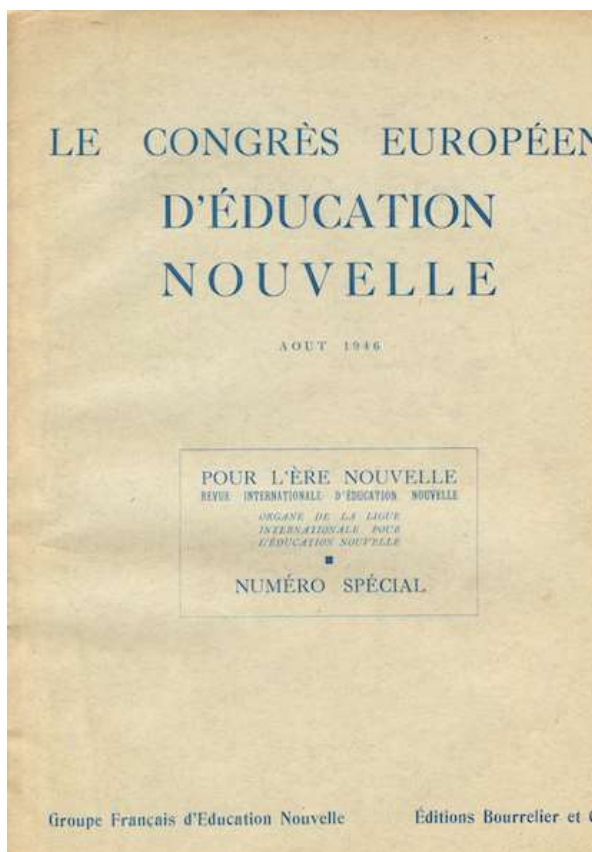 LE CONGRÈS EUROPÉEN
D'ÉDUCATION
NOUVELLE
AOUT 1946
POUR L'ÈRE NOUVELLE
REVUE INTERNATIONALE D'ÉDUCATION NOUVELLE
ORGANE DE LA LIGUE
INTERNATIONALE POUR
L'ÉDUCATION NOUVELLE
NUMÉRO SPÉCIAL
Groupe Français d'Education Nouvelle
Éditions Bourrelier et